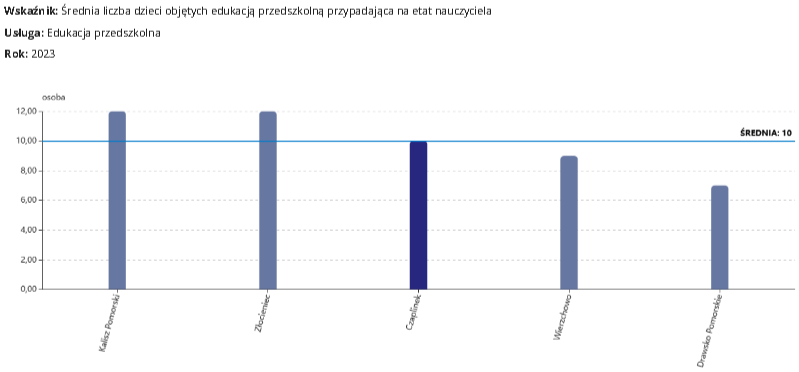 Wskaźnik: Średnia liczba dzieci objętych edukacją przedszkolną przypadająca na etat nauczyciela
Usługa: Edukacja przedszkolna
Rok: 2023
osoba
12,00
ŚREDNIA: 10
10,00
8,00
6,00
4,00
2,00
0,00
Kalisz Pomorski
Złocieniec
Czaplinek
Wierzchowo
Drawsko Pomorskie